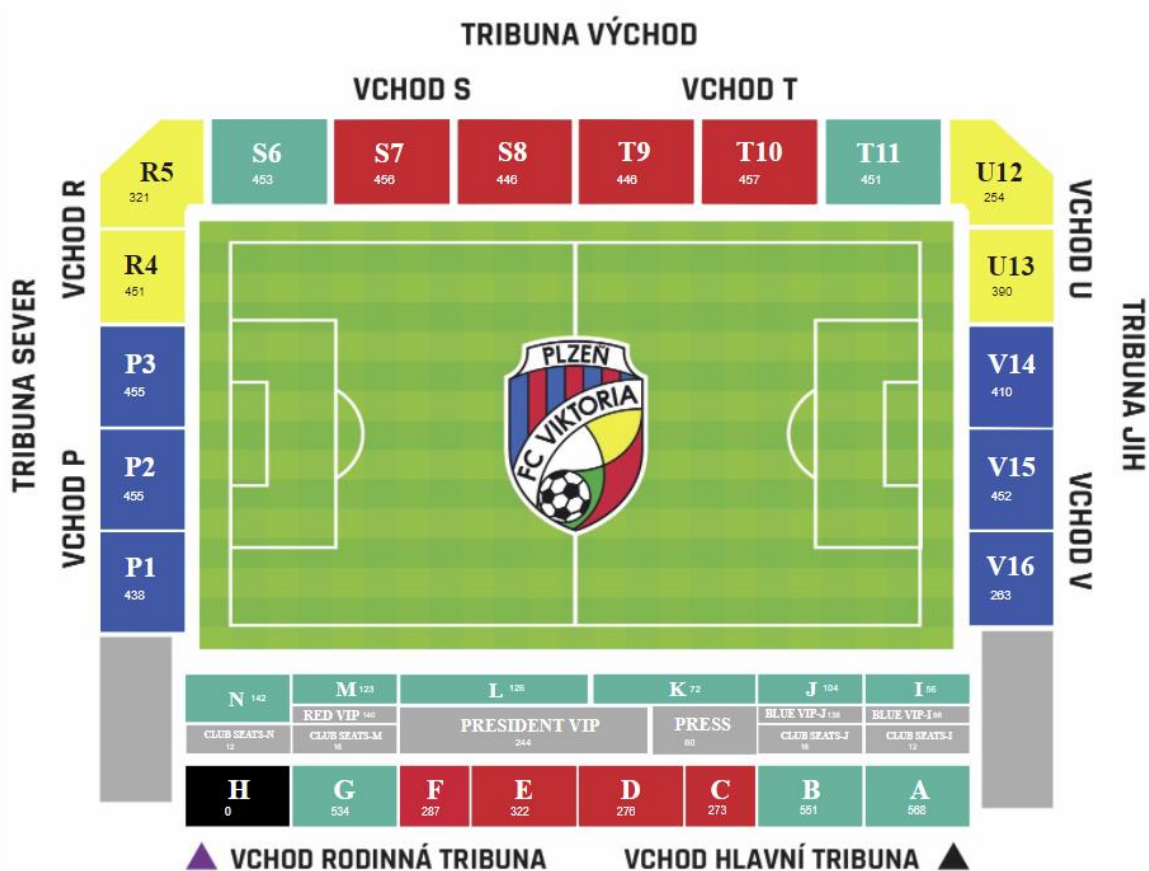 TRIBUNA VÝCHOD
VCHOD S
VCHOD T
R5
321
S6
453
S7
456
S8
446
T9
446
T10
457
T11
451
U12
254
VCHOD R
R4
451
U13
390
VCHOD U
TRIBUNA SEVER
P3
455
V14
410
TRIBUNA JIH
PLZEŇ
FC VIKTORIA
VCHOD P
P2
455
V15
452
VCHOD V
P1
438
V16
263
N 142
M 123
L 126
K 72
J 104
I 56
RED VIP 140
PRESIDENT VIP
244
PRESS
60
BLUE VIP-J 138
BLUE VIP-I
CLUB SEATS-N
12
CLUB SEATS-M
16
CLUB SEATS-J
16
CLUB SEATS-I
12
H
0
G
534
F
287
E
322
D
276
C
273
B
551
A
568
VCHOD RODINNÁ TRIBUNA
VCHOD HLAVNÍ TRIBUNA